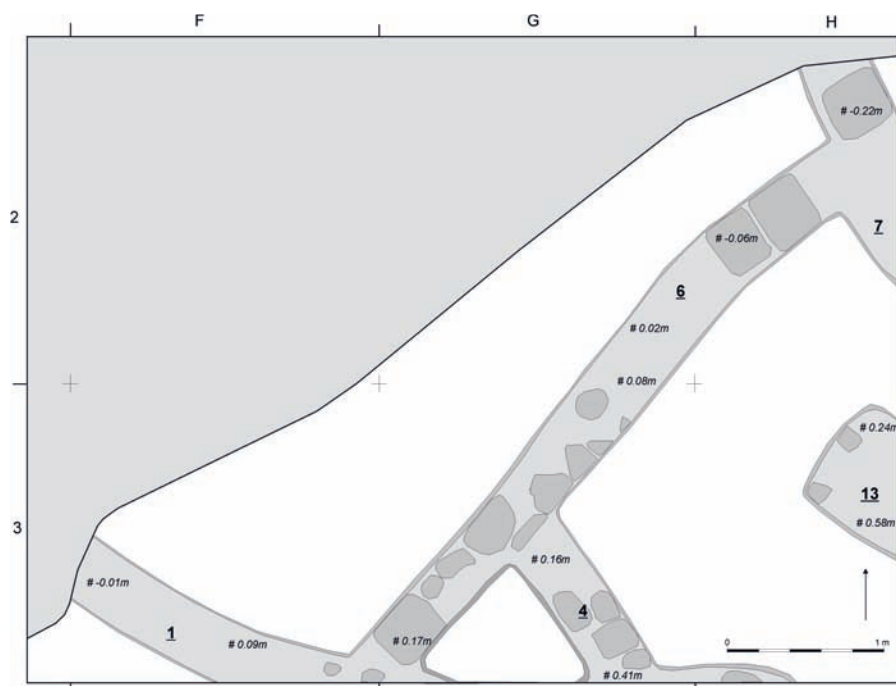 F G H
# -0.22m
2
7
# -0.06m
6
# 0.02m
# 0.08m
# 0.24m
13
3
# 0.58m
# 0.16m
# -0.01m
4
1
# 0.09m
# 0.17m
0 1 m
# 0.41m